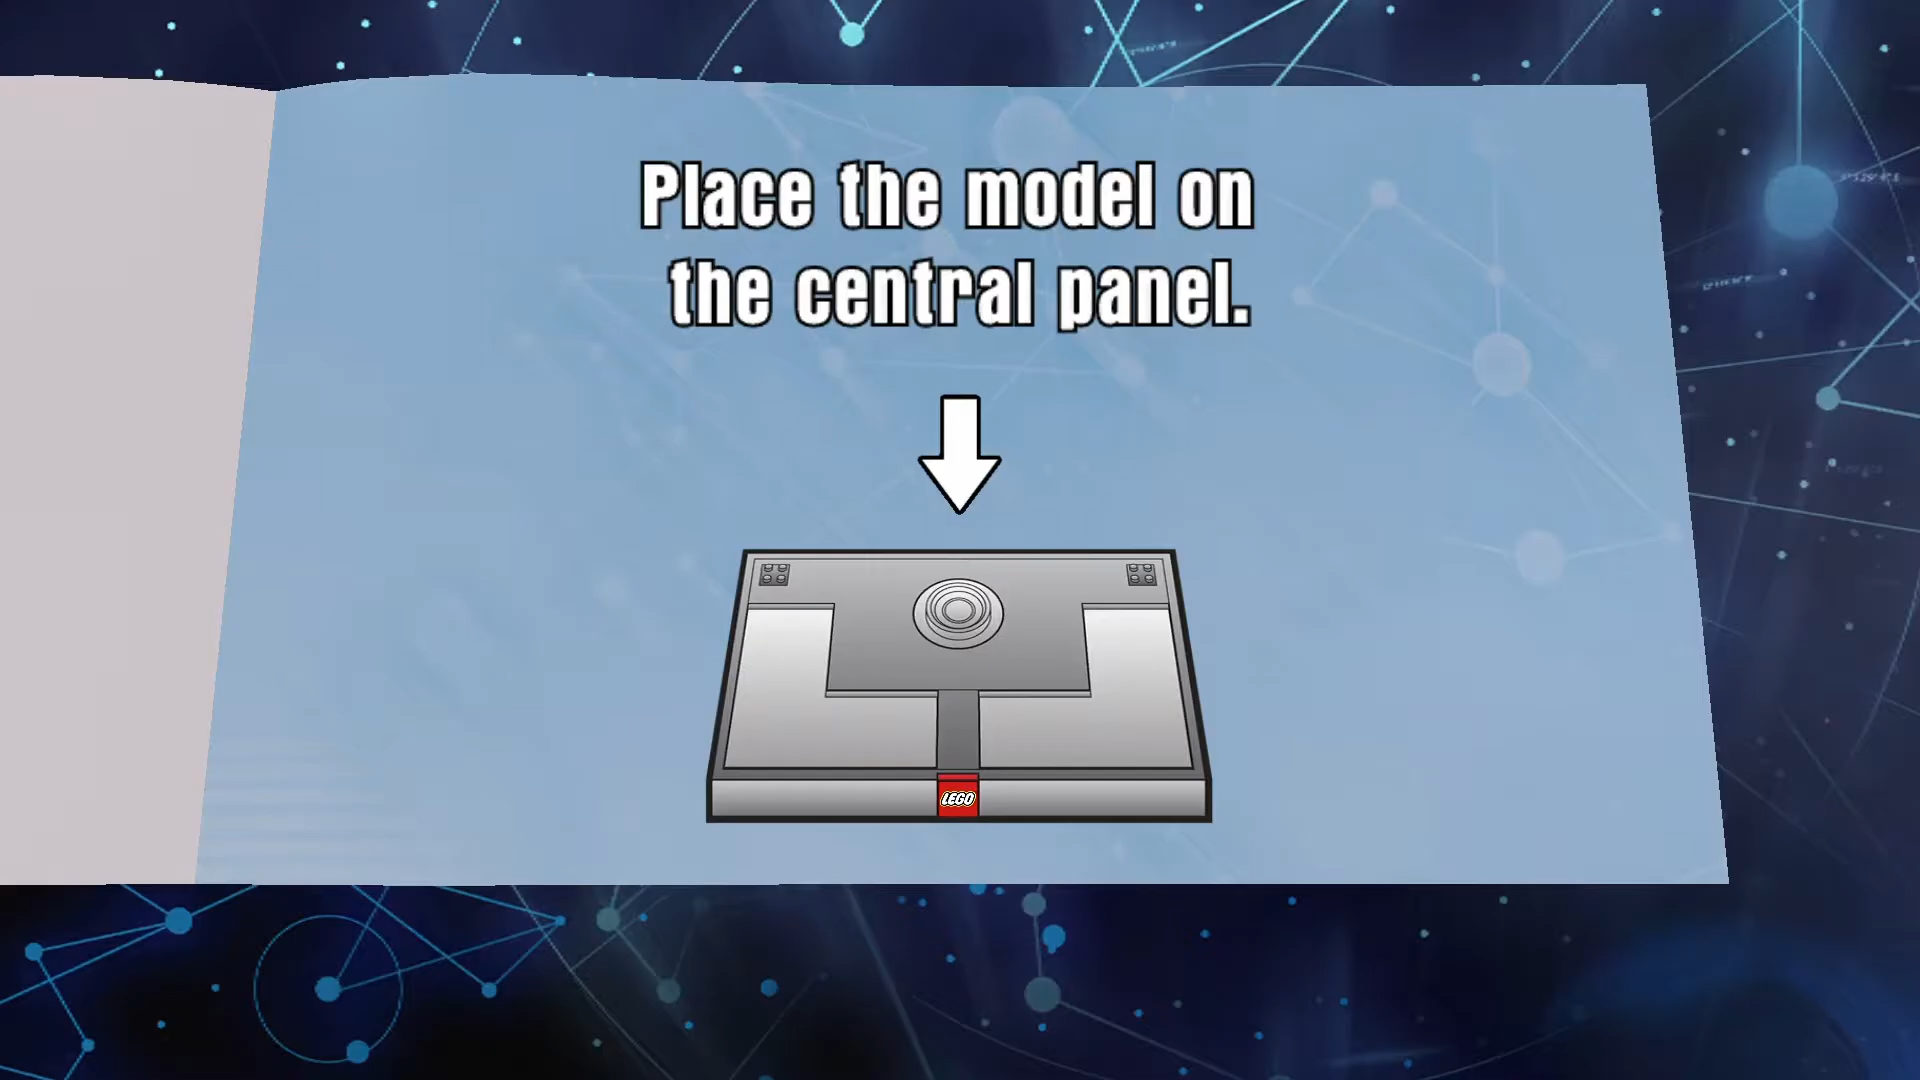 Place the model on
the central panel.
LEGO